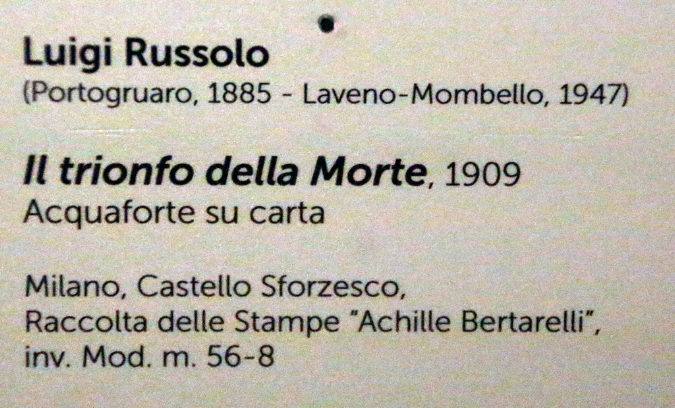 Luigi Russolo
(Portogruaro, 1885 - Laveno-Mombello, 1947)
Il trionfo della Morte, 1909
Acquaforte su carta
Milano, Castello Sforzesco,
Raccolta delle Stampe "Achille Bertarelli",
inv. Mod. m. 56-8